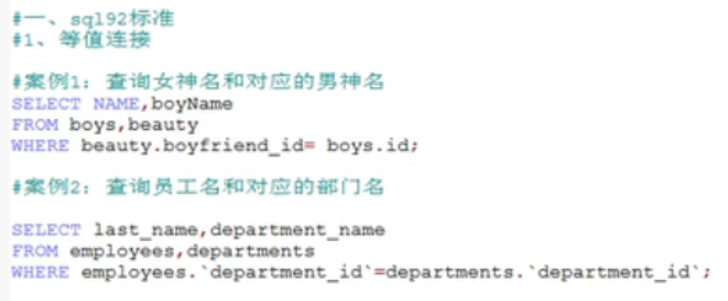 #一、sql92标准
#1、等值连接
#案例1：查询女神名和对应的男神名
SELECT NAME,boyName
FROM boys,beauty
WHERE beauty.boyfriend_id= boys.id;
#案例2：查询员工名和对应的部门名
SELECT last_name,department_name
FROM employees,departments
WHERE employees.`department_id`=departments.`department_id`;